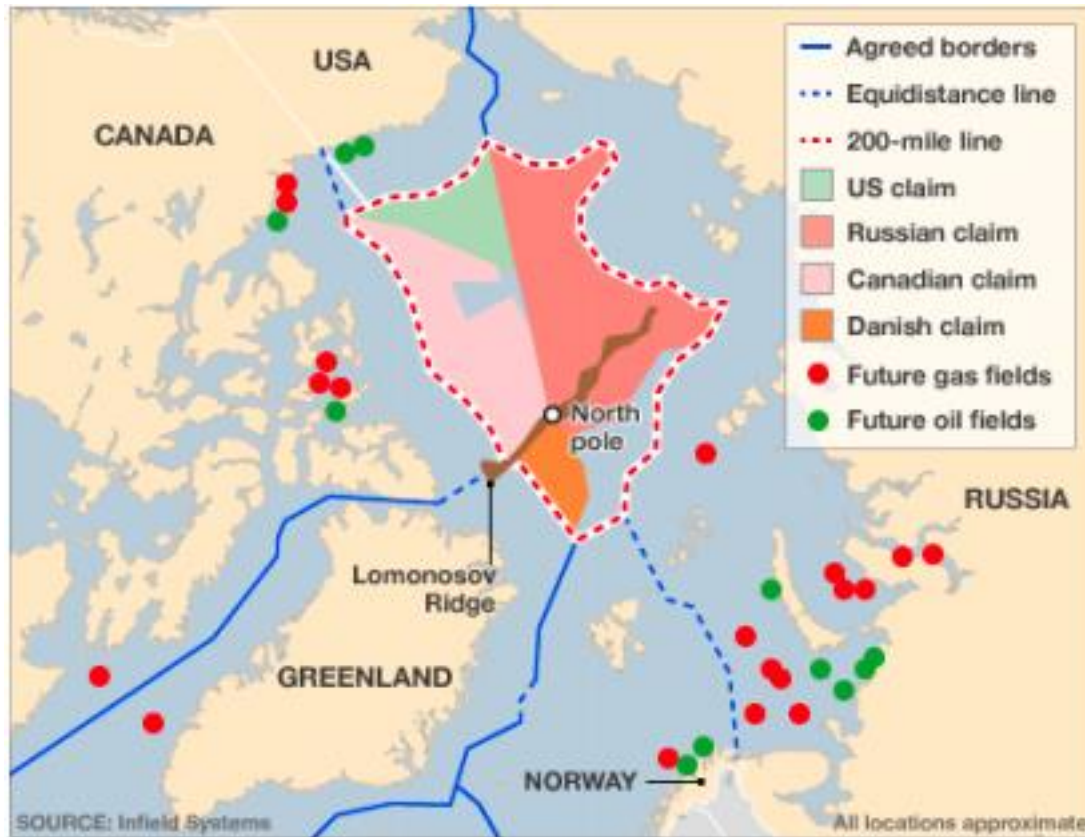 USA
CANADA
Agreed borders
Equidistance line
200-mile line
US claim
Russian claim
Canadian claim
Danish claim
Future gas fields
Future oil fields
North
pole
RUSSIA
Lomonosov
Ridge
GREENLAND
NORWAY
SOURCE: Infield Systems
All locations approximate